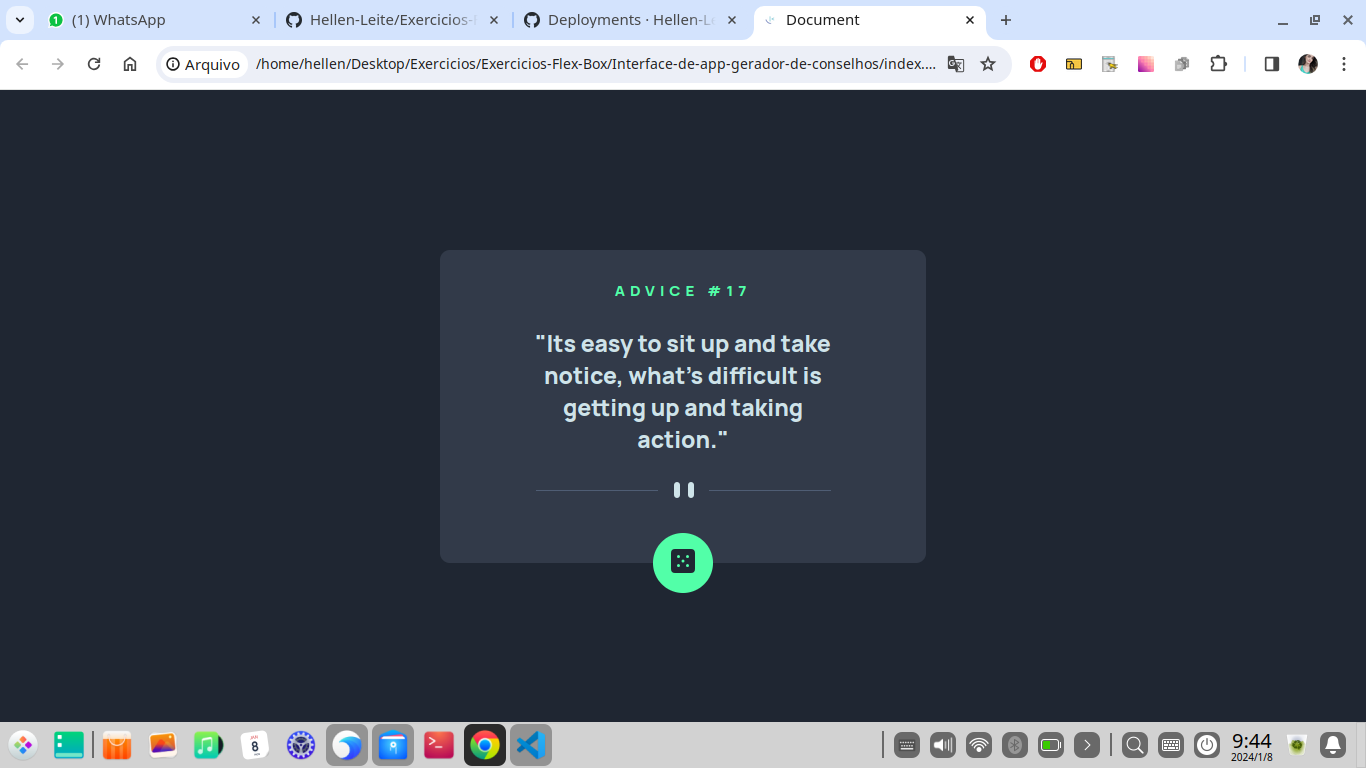 (1) WhatsApp
Hellen-Leite/Exercicios-
Deployments · Hellen-L
Document
Arquivo
/home/hellen/Desktop/Exercicios/Exercicios-Flex-Box/Interface-de-app-gerador-de-conselhos/index....
ADVICE #17
"Its easy to sit up and take
notice, what's difficult is
getting up and taking
action."
JAN
8
9:44
2024/1/8